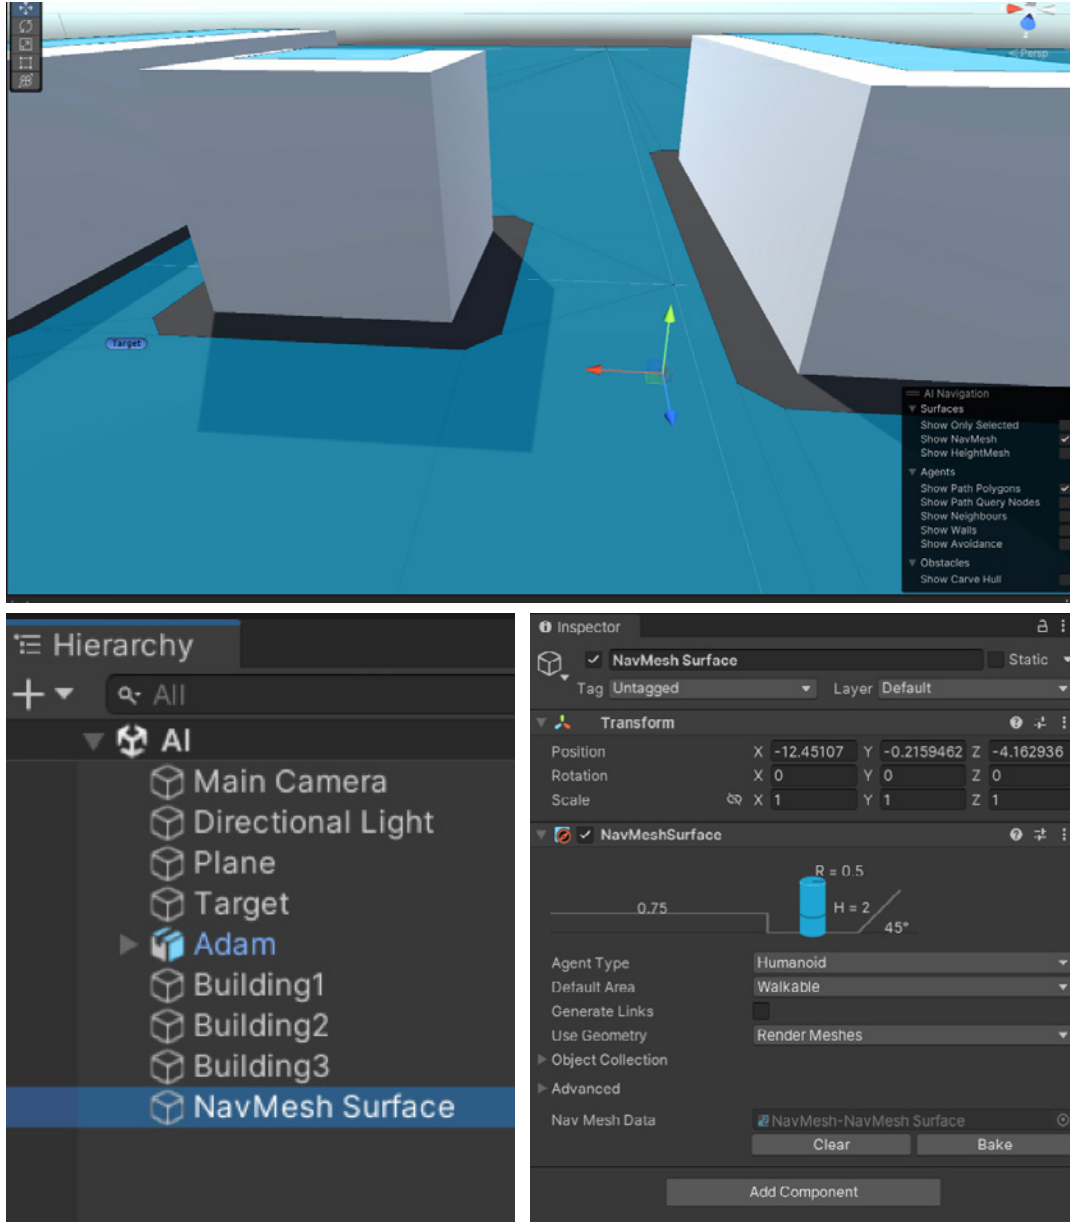 Z
< Persp
Target
AI Navigation
Surfaces
Show Only Selected
Show NavMesh
Show HeightMesh
Agents
Show Path Polygons
Show Path Query Nodes
Show Neighbours
Show Walls
Show Avoidance
Obstacles
Show Carve Hull
Hierarchy
All
AI
Main Camera
Directional Light
Plane
Target
Adam
Building1
Building2
Building3
NavMesh Surface
Inspector
NavMesh Surface Static
Tag Untagged Layer Default
Transform
Position X -12.45107 Y -0.2159462 Z -4.162936
Rotation X 0 Y 0 Z 0
Scale X 1 Y 1 Z 1
NavMeshSurface
R = 0.5
0.75 H = 2
45°
Agent Type Humanoid
Default Area Walkable
Generate Links
Use Geometry Render Meshes
Object Collection
Advanced
Nav Mesh Data NavMesh-NavMesh Surface
Clear Bake
Add Component